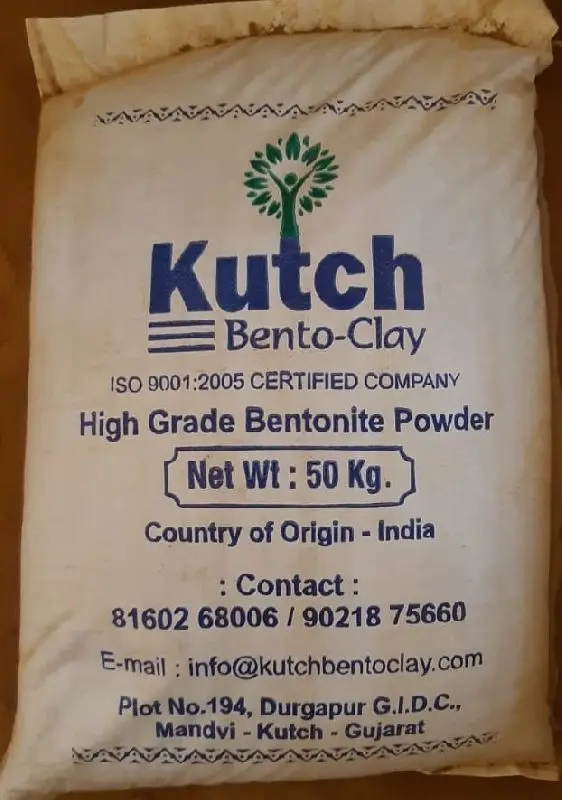 Kutch
Bento-Clay
ISO 9001:2005 CERTIFIED COMPANY
High Grade Bentonite Powder
Net Wt : 50 Kg.
Country of Origin - India
: Contact :
81602 68006 / 90218 75660
E-mail : info@kutchbentoclay.com
Plot No.194, Durgapur G.I.D.C.,
Mandvi - Kutch - Gujarat